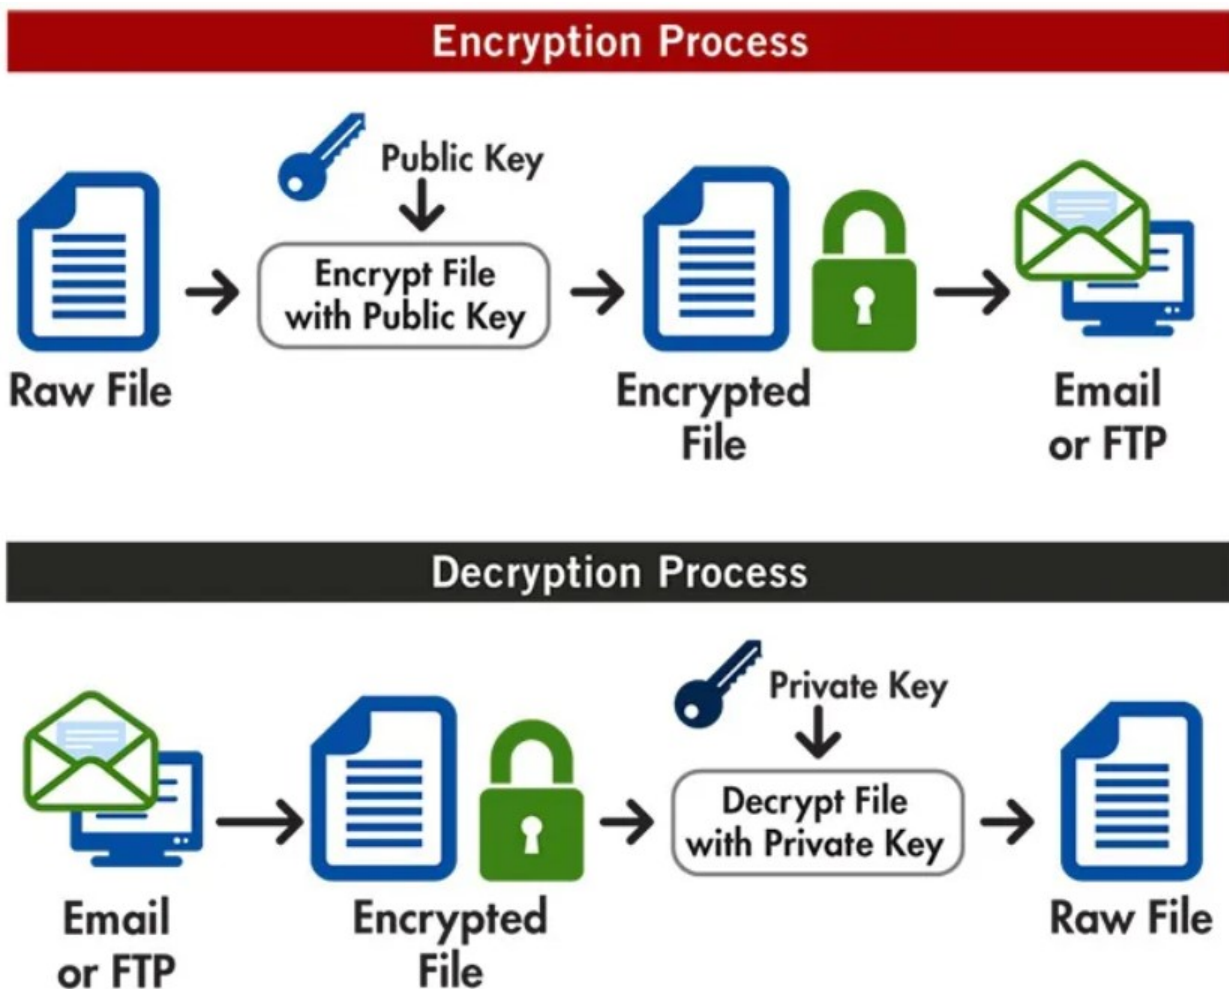 Encryption Process
Public Key
Encrypt File
with Public Key
Raw File
Encrypted
File
Email
or FTP
Decryption Process
Private Key
Decrypt File
with Private Key
Email
or FTP
Encrypted
File
Raw File